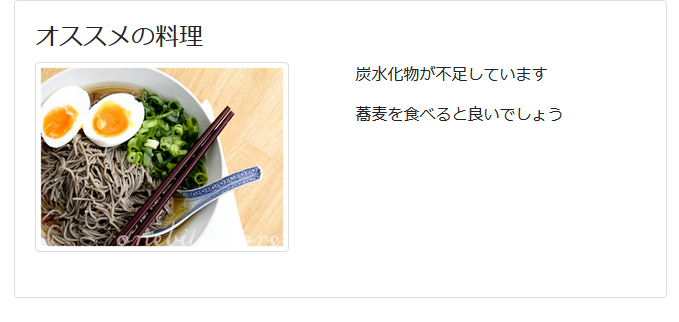 オススメの料理
炭水化物が不足しています
蕎麦を食べると良いでしょう